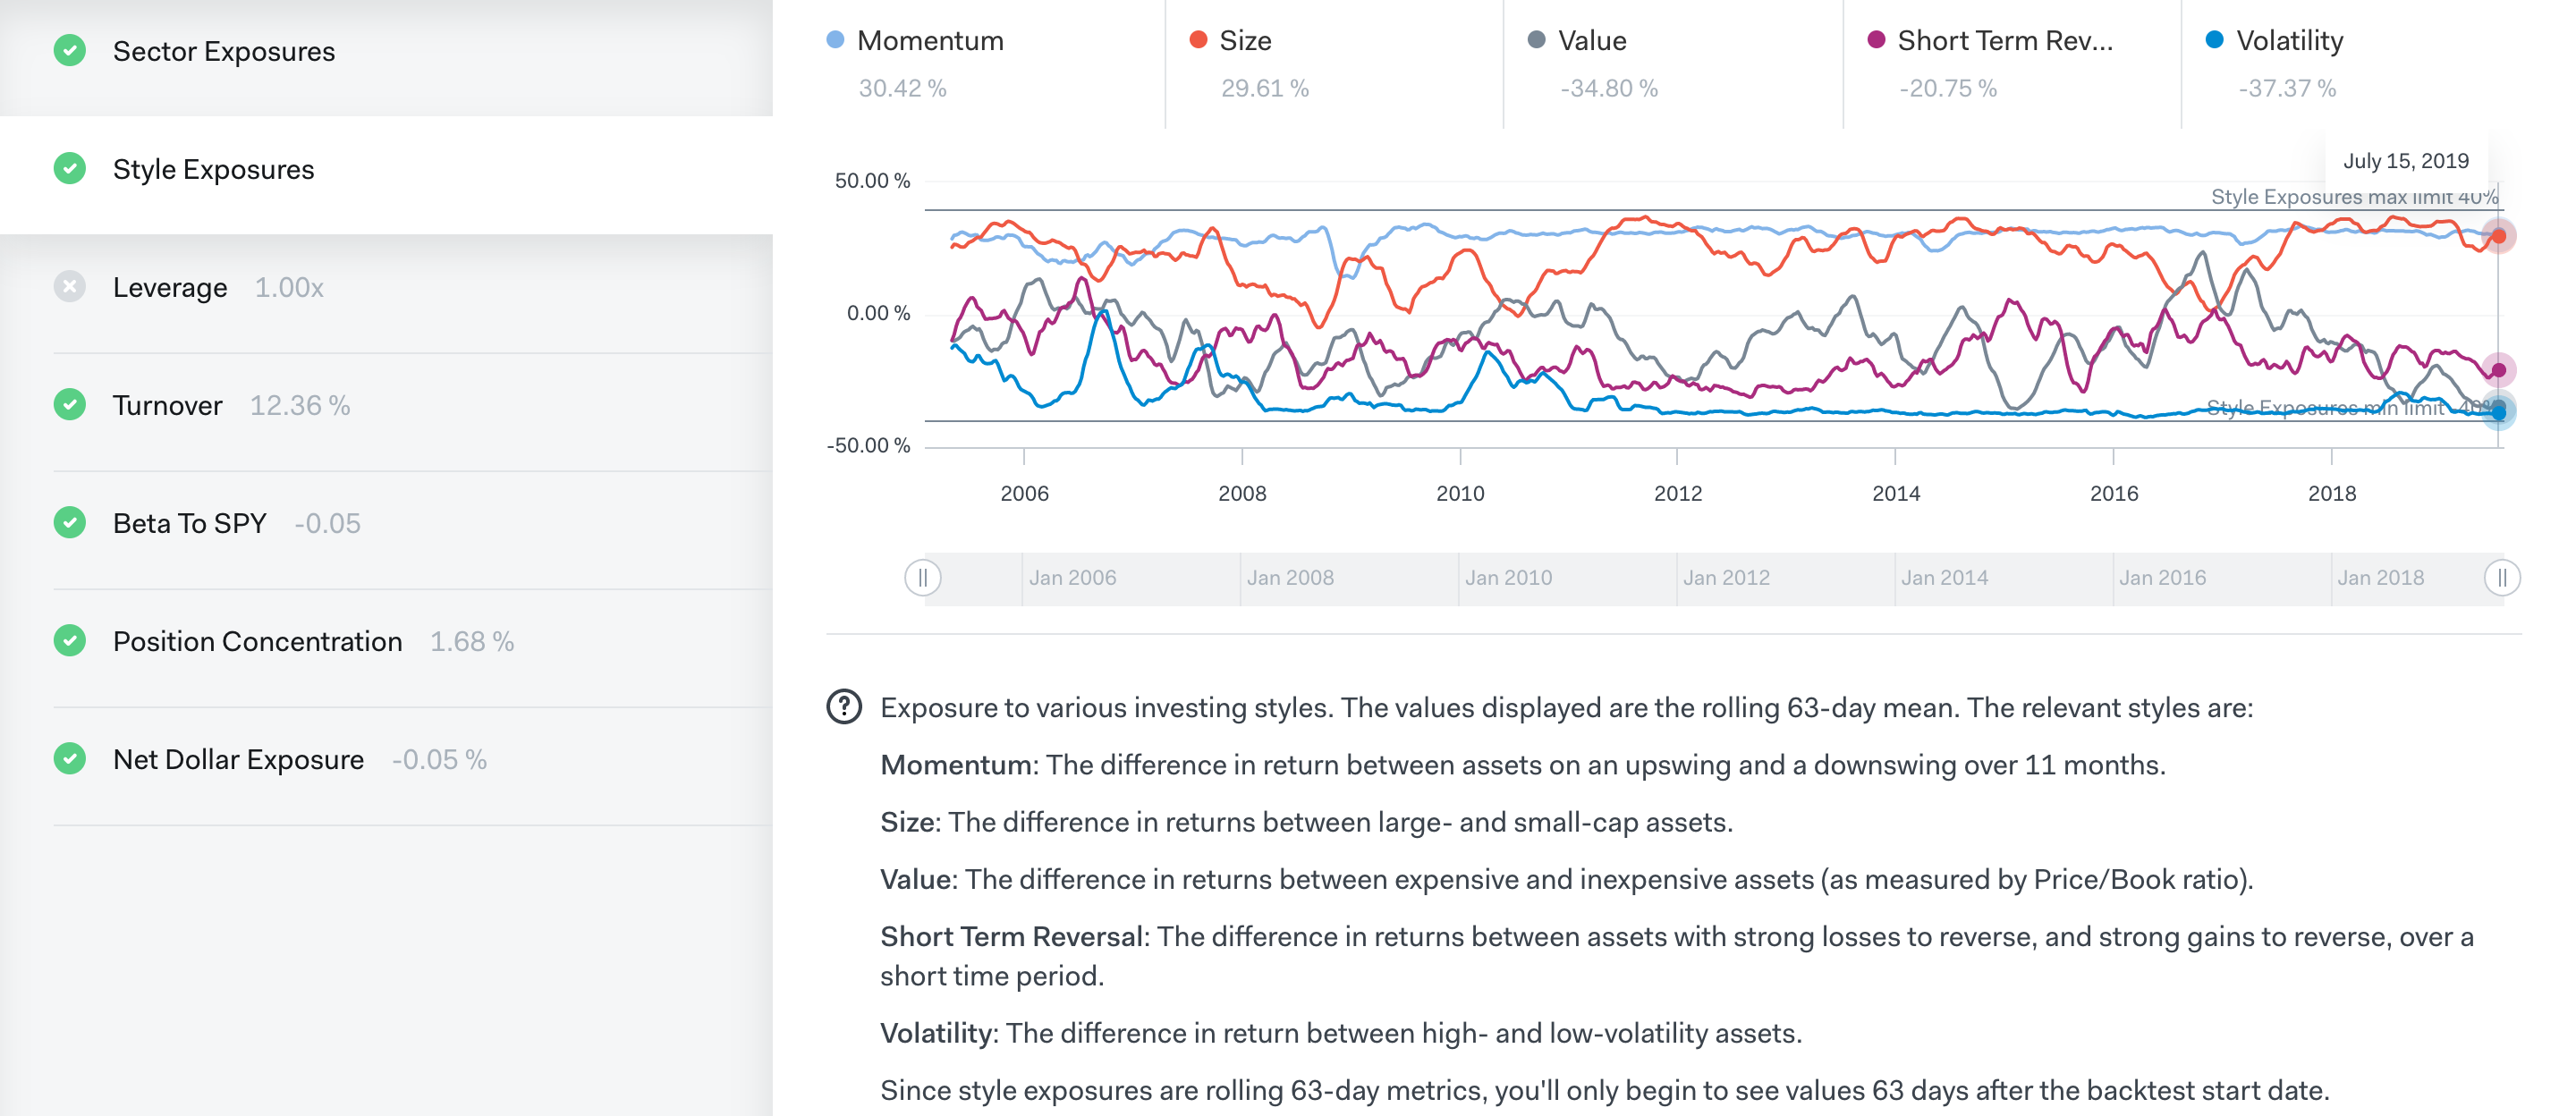 Sector Exposures
Style Exposures
Leverage 1.00x
Turnover 12.36 %
Beta To SPY -0.05
Position Concentration 1.68 %
Net Dollar Exposure -0.05 %
Momentum
30.42 %
Size
29.61 %
Value
-34.80 %
Short Term Rev...
-20.75 %
Volatility
-37.37 %
July 15, 2019
Style Exposures max limit 40%
50.00 %
0.00 %
-50.00 %
Style Exposures min limit -40%
2006 2008 2010 2012 2014 2016 2018
Jan 2006 Jan 2008 Jan 2010 Jan 2012 Jan 2014 Jan 2016 Jan 2018
Exposure to various investing styles. The values displayed are the rolling 63-day mean. The relevant styles are:
Momentum: The difference in return between assets on an upswing and a downswing over 11 months.
Size: The difference in returns between large- and small-cap assets.
Value: The difference in returns between expensive and inexpensive assets (as measured by Price/Book ratio).
Short Term Reversal: The difference in returns between assets with strong losses to reverse, and strong gains to reverse, over a
short time period.
Volatility: The difference in return between high- and low-volatility assets.
Since style exposures are rolling 63-day metrics, you'll only begin to see values 63 days after the backtest start date.